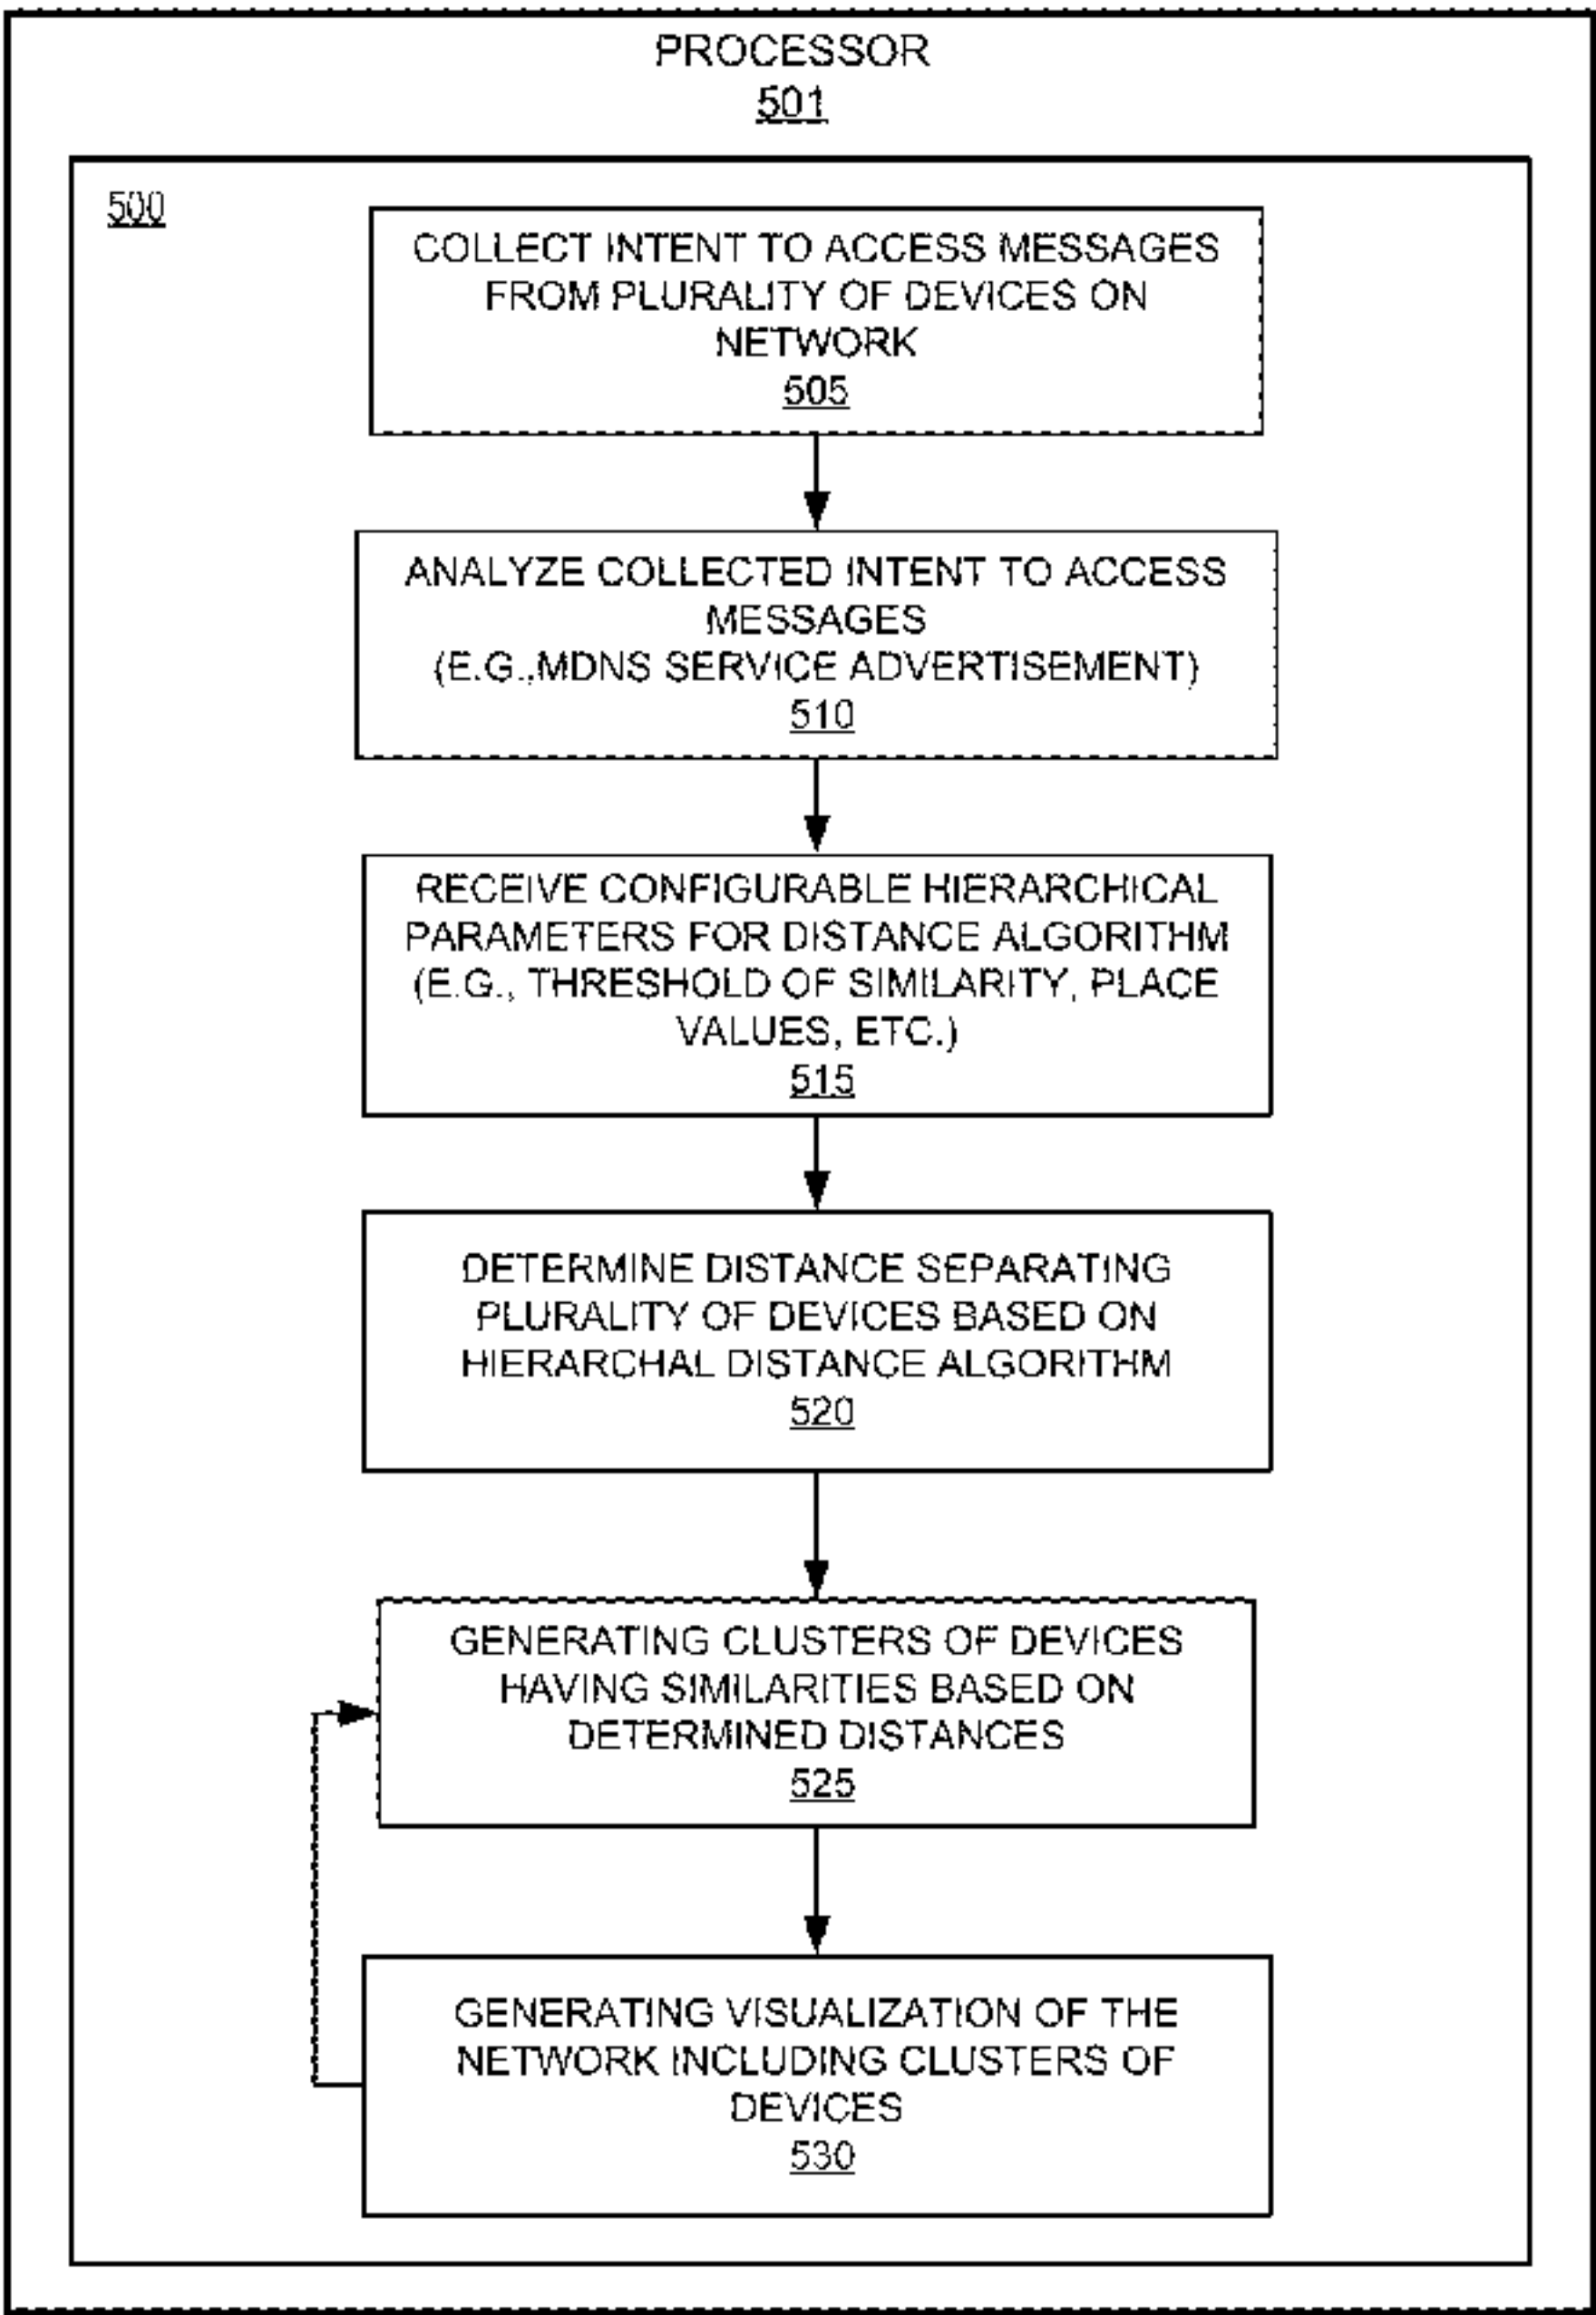 PROCESSOR
501
500
COLLECT INTENT TO ACCESS MESSAGES
FROM PLURALITY OF DEVICES ON
NETWORK
505
ANALYZE COLLECTED INTENT TO ACCESS
MESSAGES
(E.G.,MDNS SERVICE ADVERTISEMENT)
510
RECEIVE CONFIGURABLE HIERARCHICAL
PARAMETERS FOR DISTANCE ALGORITHM
(E.G., THRESHOLD OF SIMILARITY, PLACE
VALUES, ETC.)
515
DETERMINE DISTANCE SEPARATING
PLURALITY OF DEVICES BASED ON
HIERARCHAL DISTANCE ALGORITHM
520
GENERATING CLUSTERS OF DEVICES
HAVING SIMILARITIES BASED ON
DETERMINED DISTANCES
525
GENERATING VISUALIZATION OF THE
NETWORK INCLUDING CLUSTERS OF
DEVICES
530